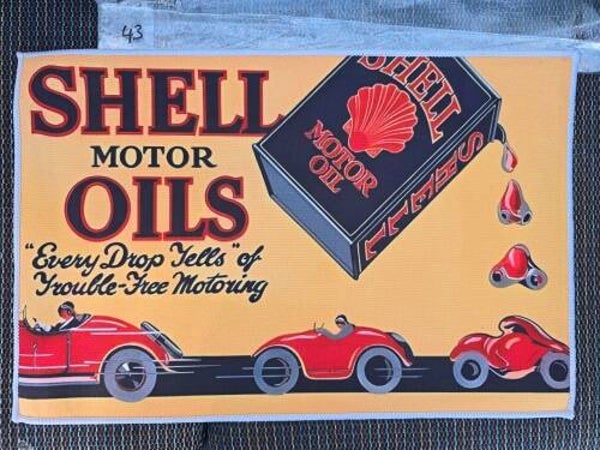 43
SHELL
MOTOR
OILS
"Every Drop Tells" of
Trouble-Free Motoring
SHELL
MOTOR
OIL
SHELL